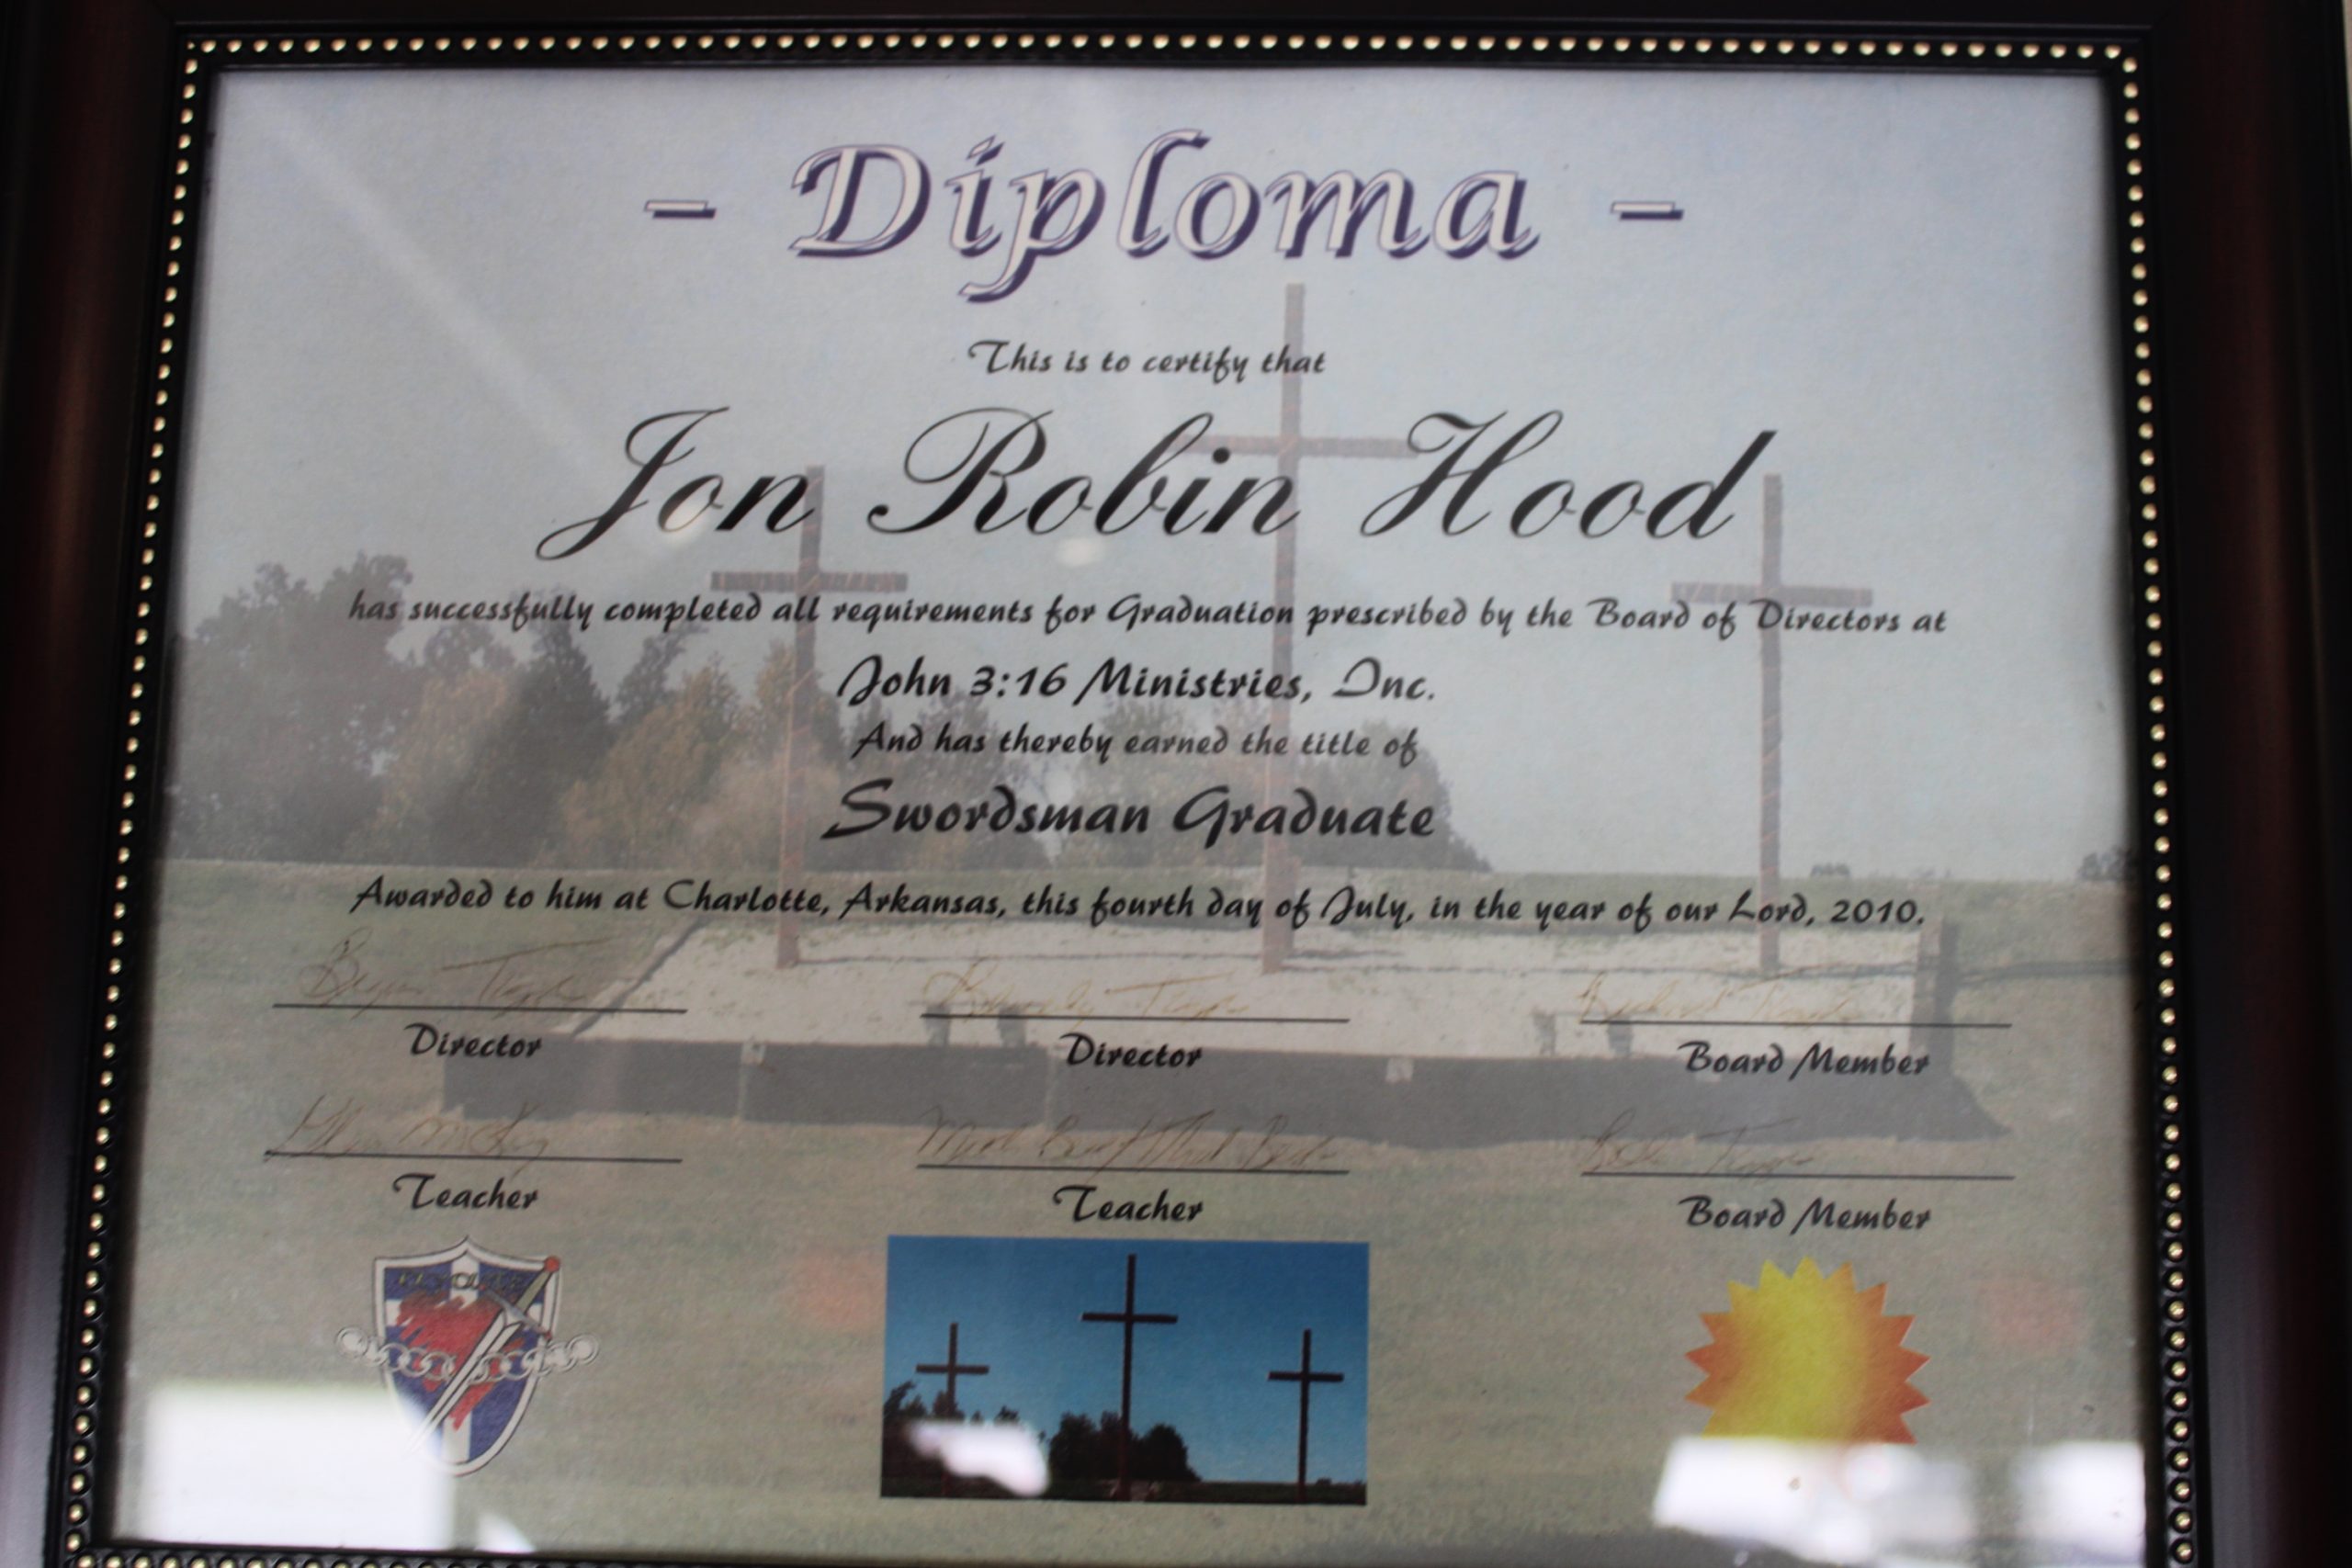 - Diploma -
This is to certify that
Jon Robin Hood
has successfully completed all requirements for Graduation prescribed by the Board of Directors at
John 3:16 Ministries, Inc.
And has thereby earned the title of
Swordsman Graduate
Awarded to him at Charlotte, Arkansas, this fourth day of July, in the year of our Lord, 2010.
Director
Director
Board Member
Teacher
Teacher
Board Member